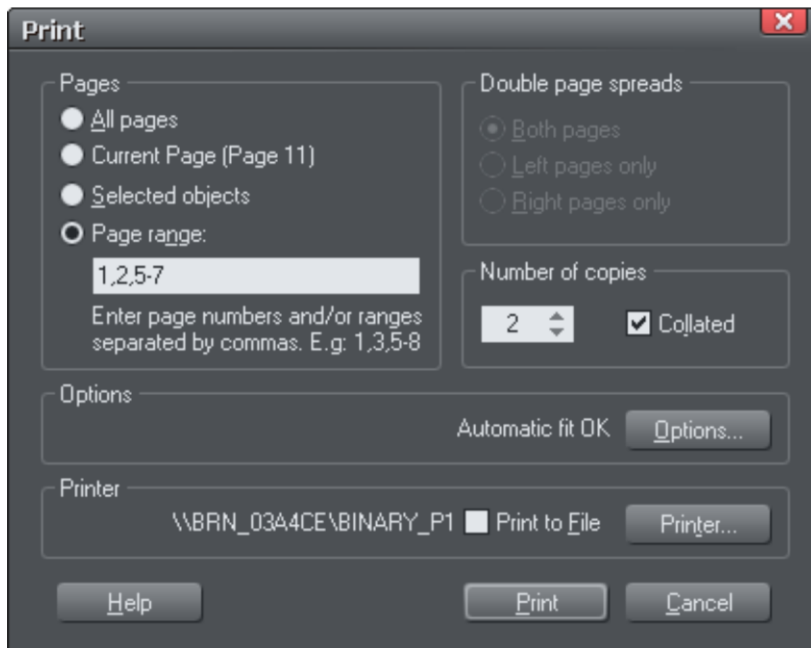 Print
Pages
All pages
Current Page (Page 11)
Selected objects
Page range:
1,2,5-7
Enter page numbers and/or ranges
separated by commas. E.g: 1,3,5-8
Double page spreads
Both pages
Left pages only
Right pages only
Number of copies
2
Collated
Options
Automatic fit OK
Options...
Printer
\\BRN_03A4CE\BINARY_P1
Print to File
Printer...
Help
Print
Cancel